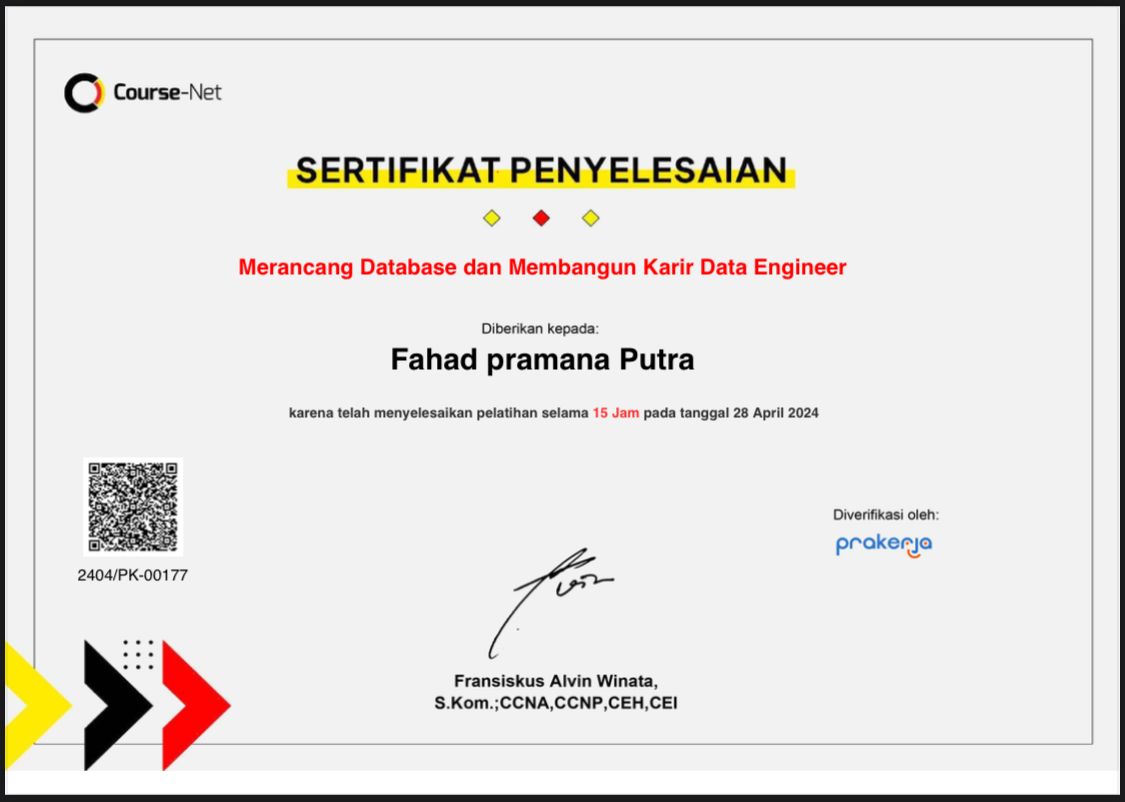 Course-Net
SERTIFIKAT PENYELESAIAN
Merancang Database dan Membangun Karir Data Engineer
Diberikan kepada:
Fahad pramana Putra
karena telah menyelesaikan pelatihan selama 15 Jam pada tanggal 28 April 2024
2404/PK-00177
Diverifikasi oleh:
prakerja
Fransiskus Alvin Winata,
S.Kom.;CCNA,CCNP,CEH,CEI